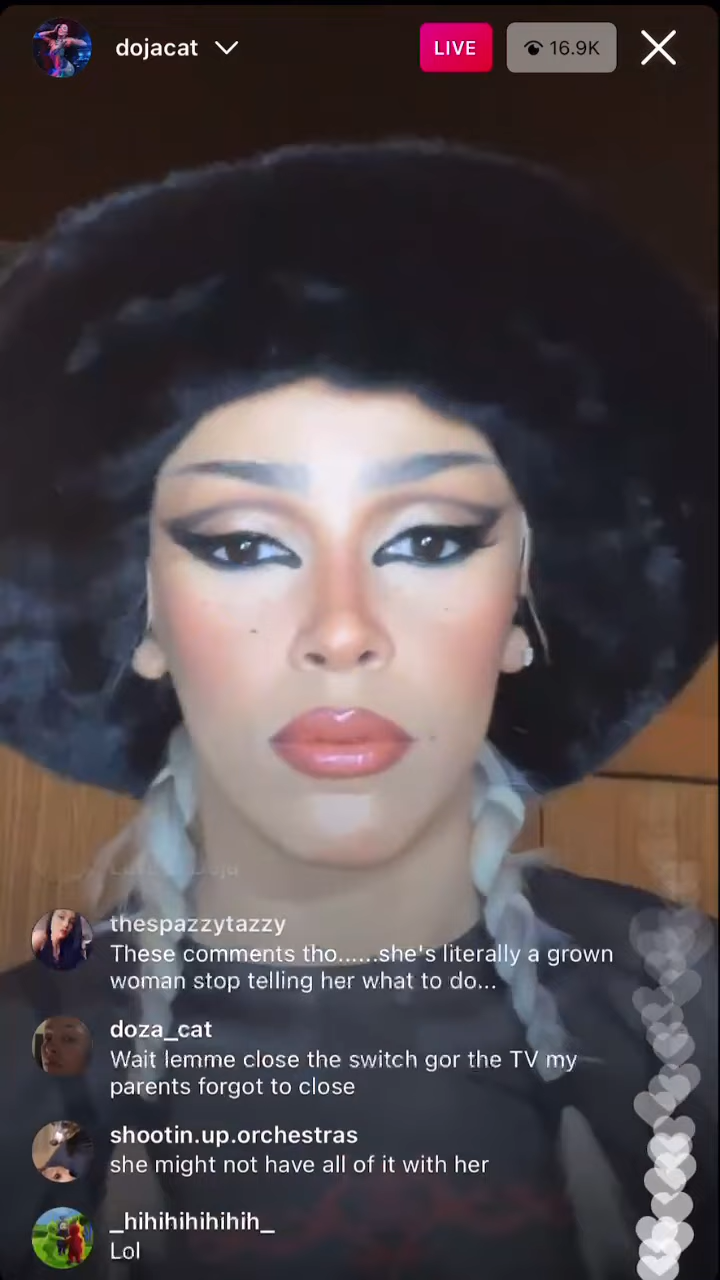 dojacat
LIVE
16.9K
thespazzytazzy
These comments tho......she's literally a grown
woman stop telling her what to do...
doza_cat
Wait lemme close the switch gor the TV my
parents forgot to close
shootin.up.orchestras
she might not have all of it with her
_hihihihihihih_
Lol